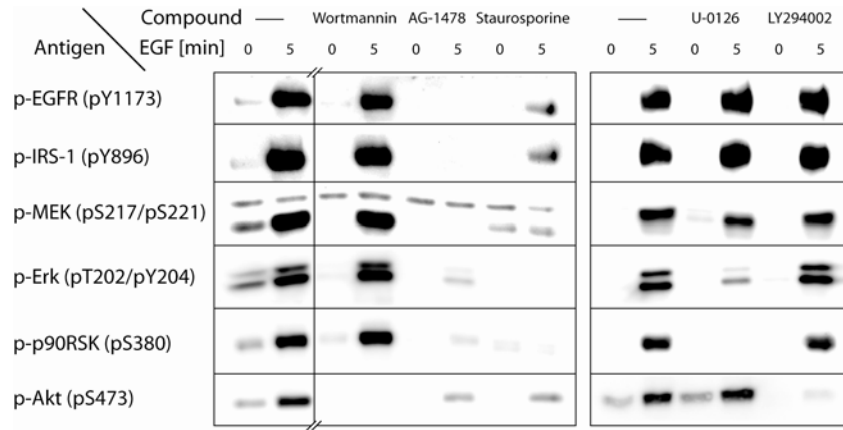 Compound — Wortmannin AG-1478 Staurosporine — U-0126 LY294002
Antigen EGF [min] 0 5 0 5 0 5 0 5 0 5 0 5 0 5
p-EGFR (pY1173)
p-IRS-1 (pY896)
p-MEK (pS217/pS221)
p-Erk (pT202/pY204)
p-p90RSK (pS380)
p-Akt (pS473)